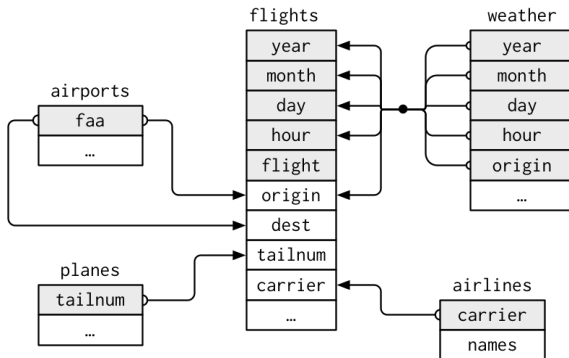 flights
year
month
day
hour
flight
origin
dest
tailnum
carrier
…
weather
year
month
day
hour
origin
…
airports
faa
…
planes
tailnum
…
airlines
carrier
names